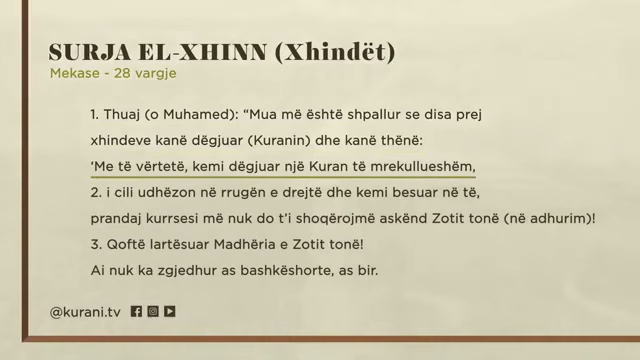 SURJA EL-XHINN (Xhindët)
Mekase - 28 vargje
1. Thuaj (o Muhamed): “Mua më është shpallur se disa prej
xhindeve kanë dëgjuar (Kuranin) dhe kanë thënë:
‘Me të vërtetë, kemi dëgjuar një Kuran të mrekullueshëm,
2. i cili udhëzon në rrugën e drejtë dhe kemi besuar në të,
prandaj kurrsesi më nuk do t’i shoqërojmë askënd Zotit tonë (në adhurim)!
3. Qoftë lartësuar Madhëria e Zotit tonë!
Ai nuk ka zgjedhur as bashkëshorte, as bir.
@kurani.tv